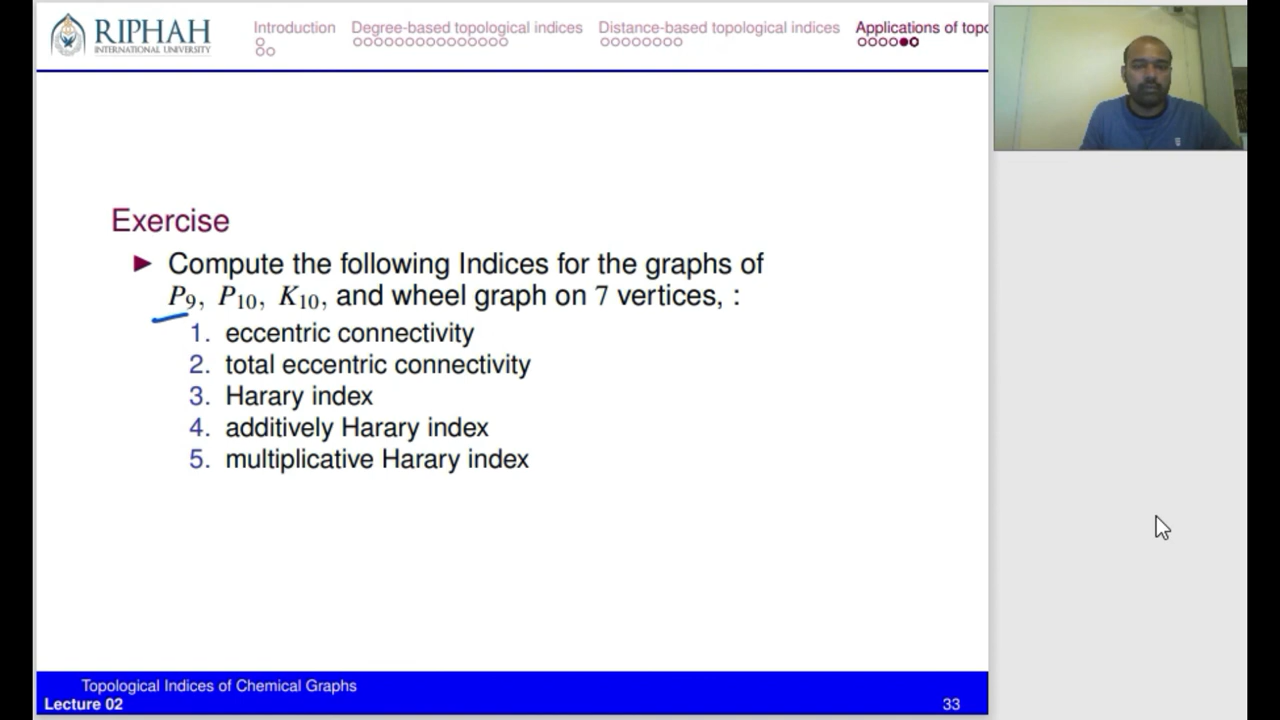 RIPHAH
INTERNATIONAL UNIVERSITY
Introduction Degree-based topological indices Distance-based topological indices Applications of topo
Exercise
► Compute the following Indices for the graphs of
P9, P10, K10, and wheel graph on 7 vertices, :
1. eccentric connectivity
2. total eccentric connectivity
3. Harary index
4. additively Harary index
5. multiplicative Harary index
Topological Indices of Chemical Graphs
Lecture 02 33